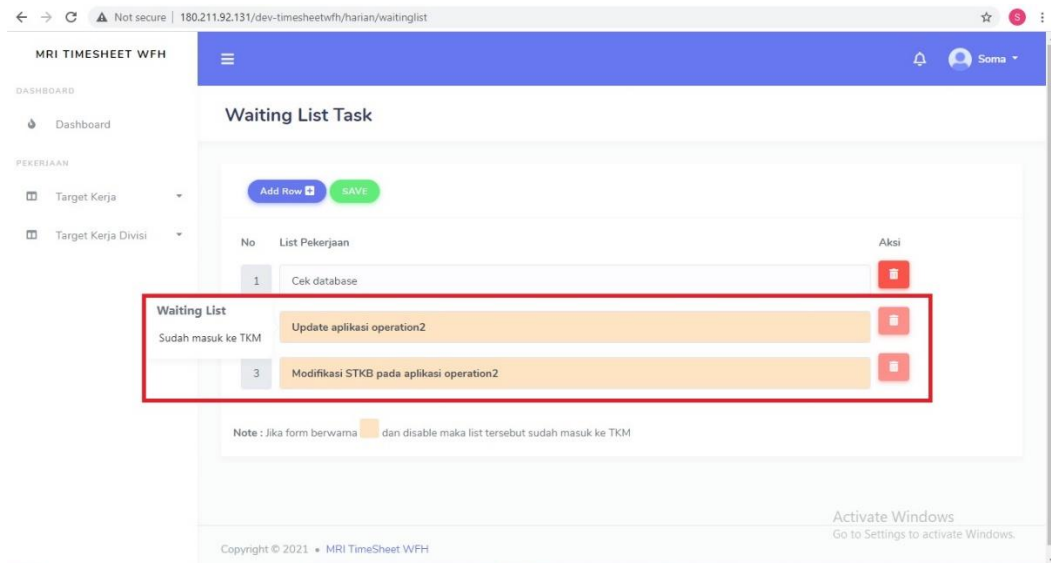 Not secure | 180.211.92.131/dev-timesheetwfh/harian/waitinglist
S
MRI TIMESHEET WFH
Soma
DASHBOARD
Dashboard
Waiting List Task
PEKERJAAN
Target Kerja
Target Kerja Divisi
Add Row
SAVE
No List Pekerjaan Aksi
1 Cek database
Waiting List
Sudah masuk ke TKM
Update aplikasi operation2
3 Modifikasi STKB pada aplikasi operation2
Note : Jika form berwarna dan disable maka list tersebut sudah masuk ke TKM
Activate Windows
Go to Settings to activate Windows.
Copyright © 2021 • MRI TimeSheet WFH